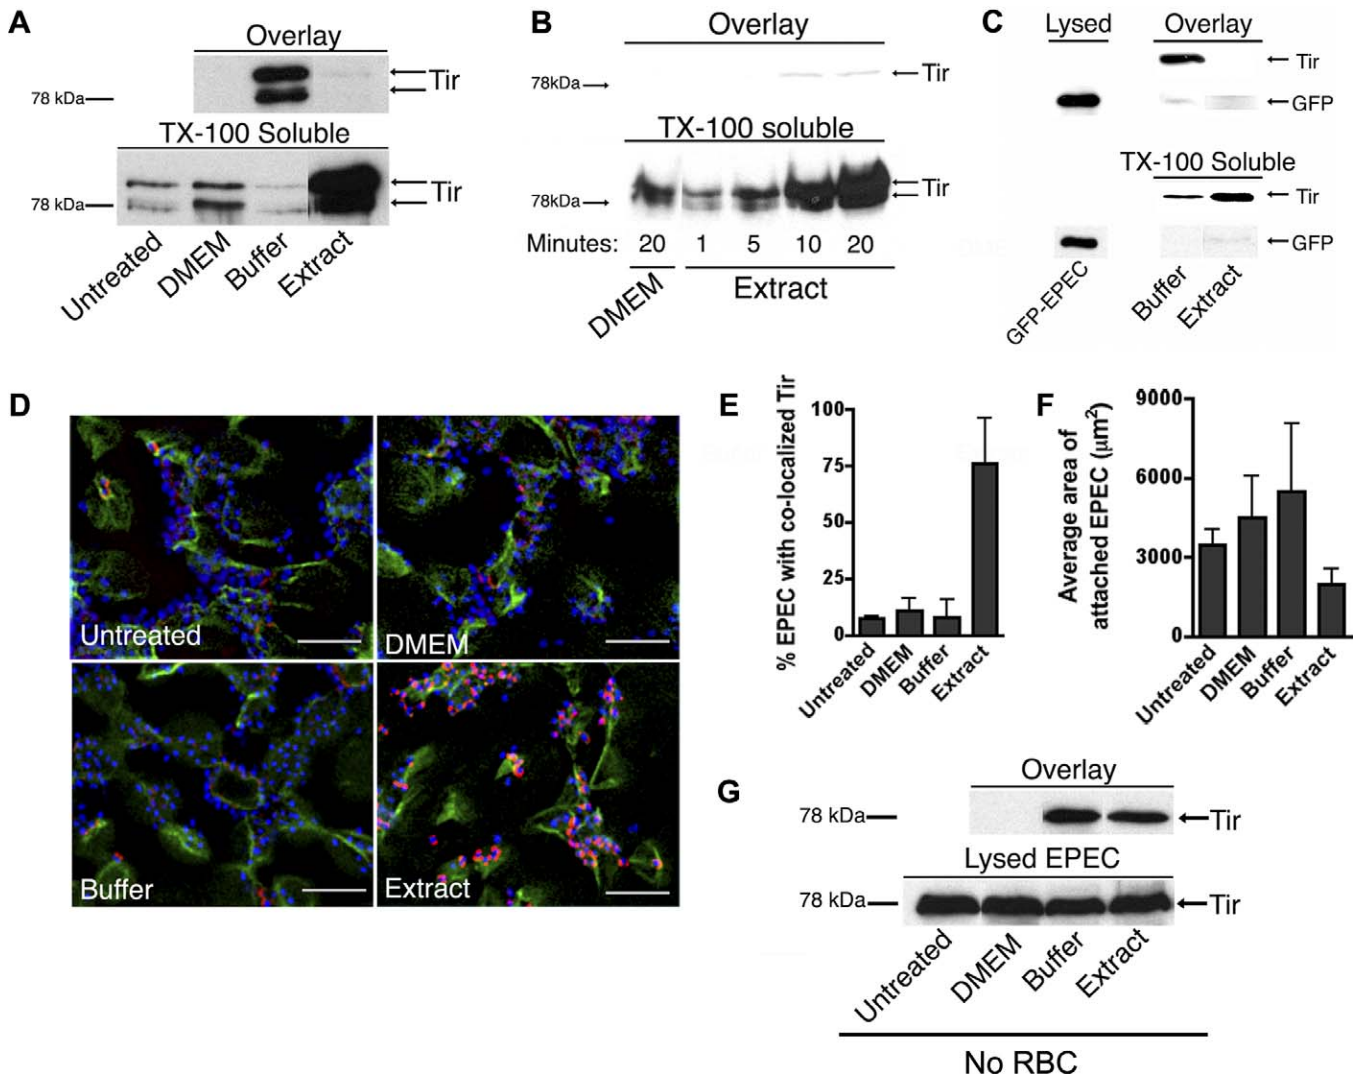 A
Overlay
Tir
78 kDa
TX-100 Soluble
Tir
78 kDa
Untreated
DMEM
Buffer
Extract
B
Overlay
Tir
78kDa
TX-100 soluble
Tir
78kDa
Minutes: 20 1 5 10 20
DMEM
Extract
C
Lysed Overlay
Tir
GFP
TX-100 Soluble
Tir
GFP
GFP-EPEC
Buffer
Extract
D
Untreated
DMEM
Buffer
Extract
E
% EPEC with co-localized Tir
100
75
50
25
0
Untreated
DMEM
Buffer
Extract
F
Average area of
attached EPEC (µm²)
9000
6000
3000
0
Untreated
DMEM
Buffer
Extract
G
Overlay
78 kDa
Tir
Lysed EPEC
78 kDa
Tir
Untreated
DMEM
Buffer
Extract
No RBC